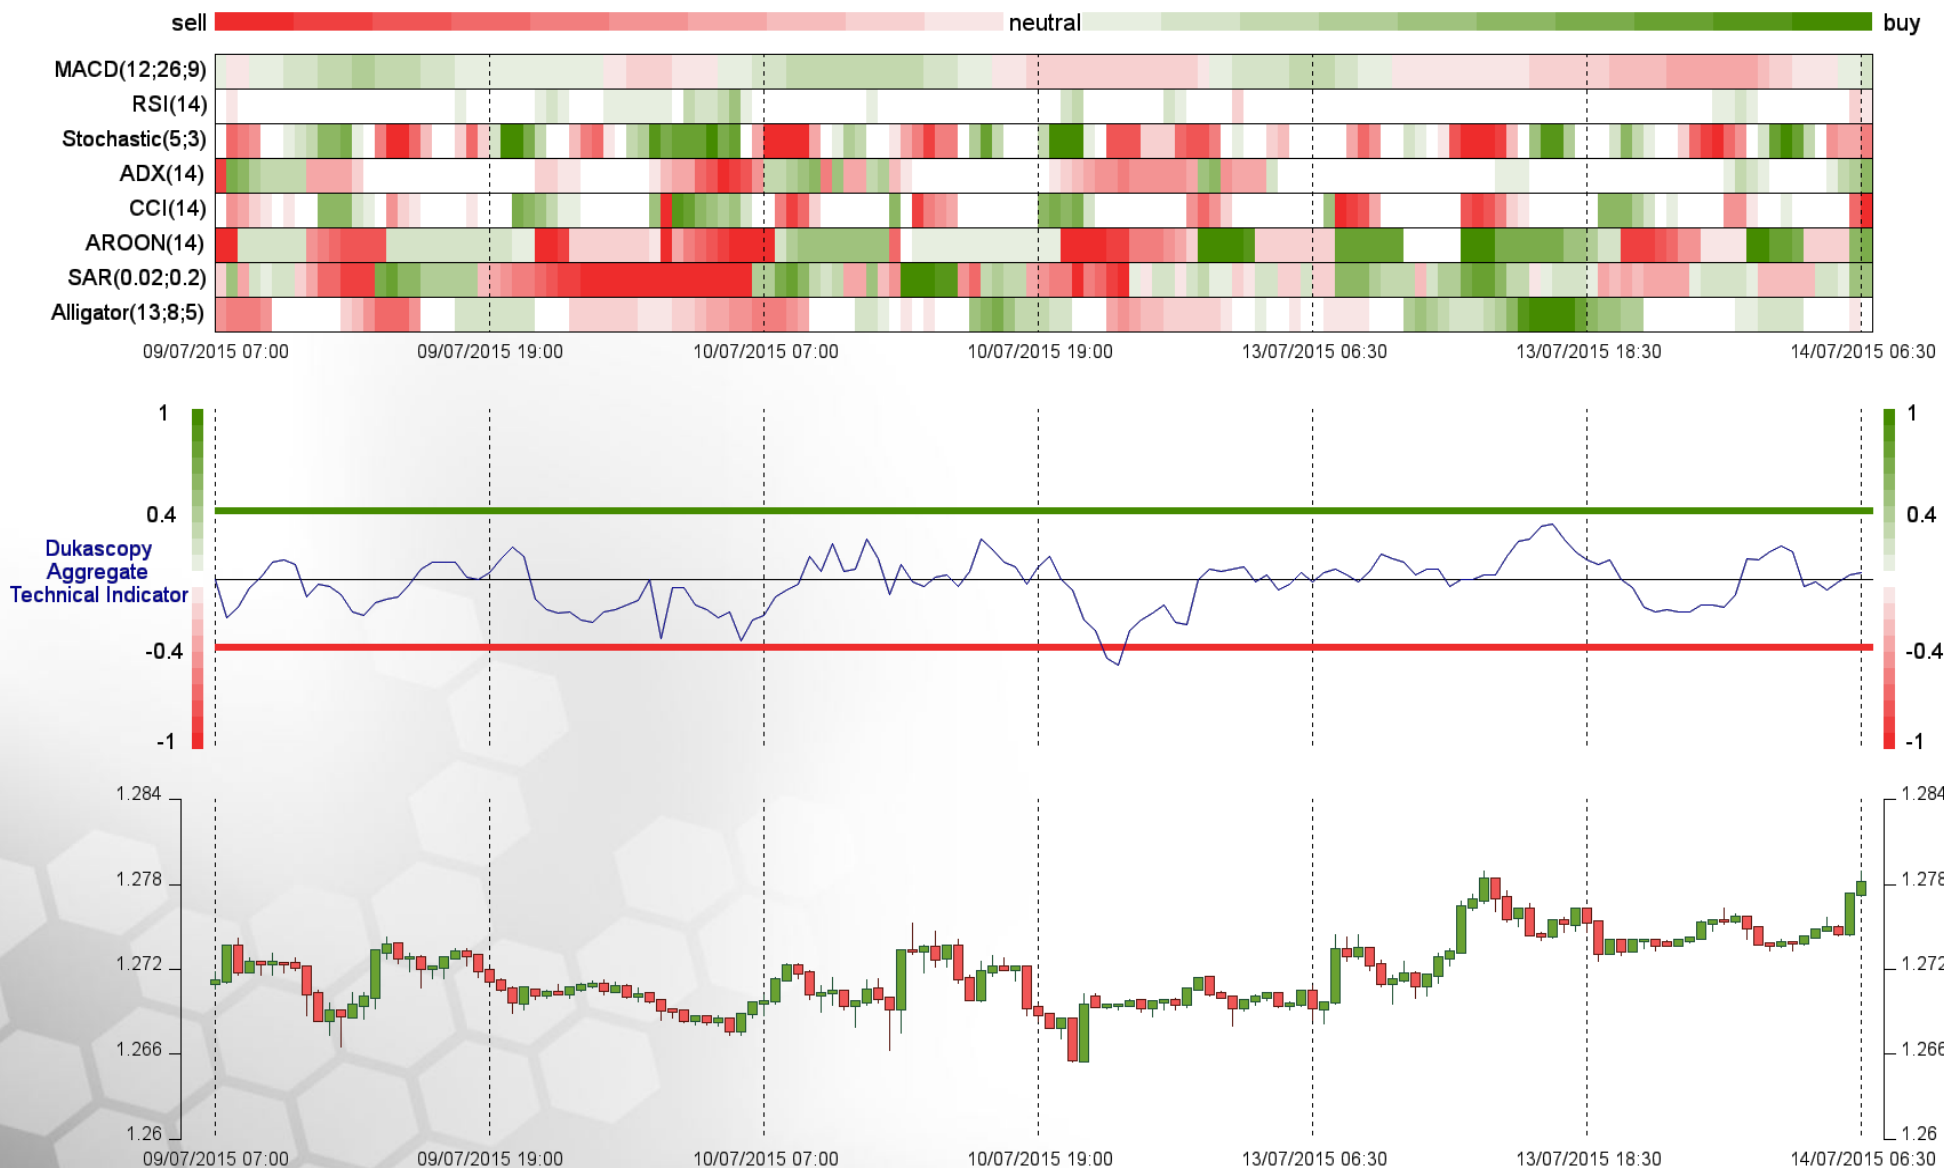 sell neutral buy
MACD(12;26;9)
RSI(14)
Stochastic(5;3)
ADX(14)
CCI(14)
AROON(14)
SAR(0.02;0.2)
Alligator(13;8;5)
09/07/2015 07:00 09/07/2015 19:00 10/07/2015 07:00 10/07/2015 19:00 13/07/2015 06:30 13/07/2015 18:30 14/07/2015 06:30
1 1
0.4 0.4
Dukascopy
Aggregate
Technical Indicator
-0.4 -0.4
-1 -1
1.284 1.284
1.278 1.278
1.272 1.272
1.266 1.266
1.26 1.26
09/07/2015 07:00 09/07/2015 19:00 10/07/2015 07:00 10/07/2015 19:00 13/07/2015 06:30 13/07/2015 18:30 14/07/2015 06:30